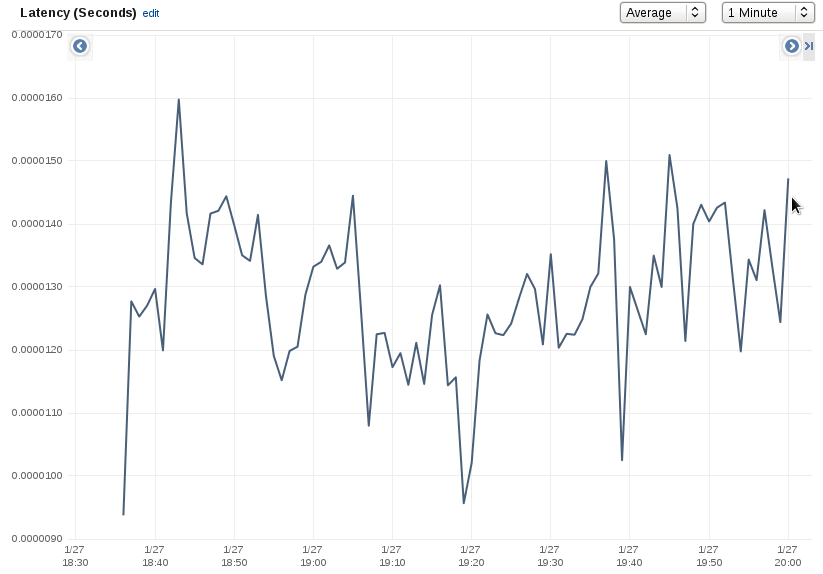 Latency (Seconds) edit
Average
1 Minute
0.0000170
0.0000160
0.0000150
0.0000140
0.0000130
0.0000120
0.0000110
0.0000100
0.0000090
1/27 1/27 1/27 1/27 1/27 1/27 1/27 1/27 1/27 1/27
18:30 18:40 18:50 19:00 19:10 19:20 19:30 19:40 19:50 20:00